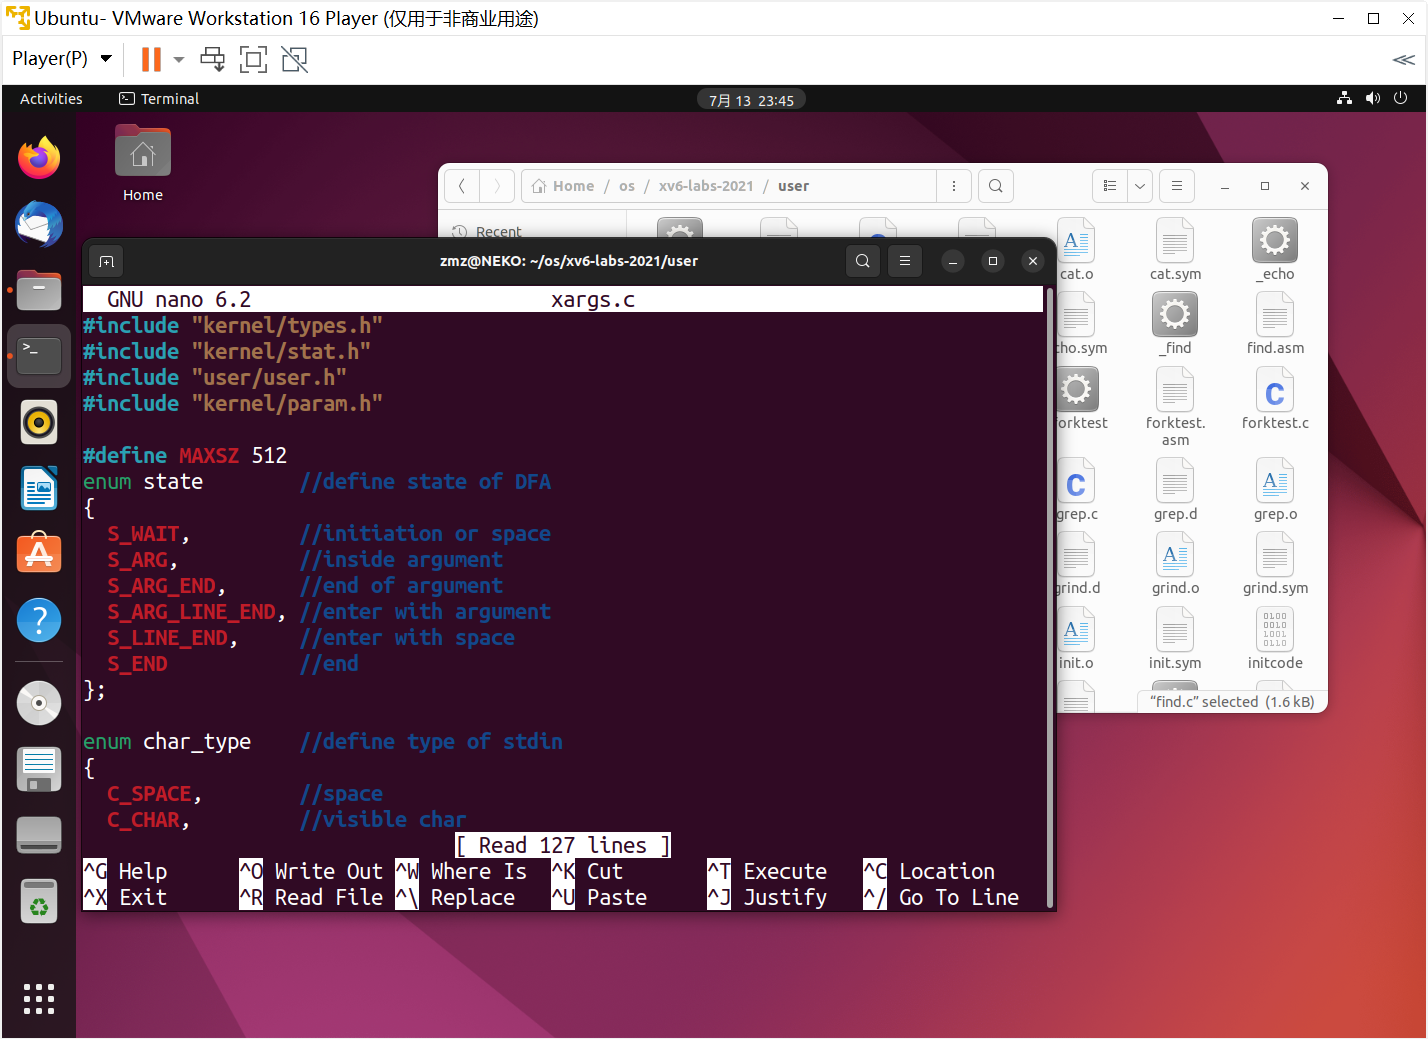 Ubuntu- VMware Workstation 16 Player (仅用于非商业用途)
Player(P)
Activities
Terminal
7月 13 23:45
Home
Home / os / xv6-labs-2021 / user
Recent
cat.o
cat.sym
_echo
cho.sym
_find
find.asm
forktest
forktest.
asm
forktest.c
grep.c
grep.d
grep.o
grind.d
grind.o
grind.sym
init.o
init.sym
initcode
“find.c” selected (1.6 kB)
zmz@NEKO: ~/os/xv6-labs-2021/user
GNU nano 6.2 xargs.c
#include "kernel/types.h"
#include "kernel/stat.h"
#include "user/user.h"
#include "kernel/param.h"
#define MAXSZ 512
enum state //define state of DFA
{
S_WAIT, //initiation or space
S_ARG, //inside argument
S_ARG_END, //end of argument
S_ARG_LINE_END, //enter with argument
S_LINE_END, //enter with space
S_END //end
};
enum char_type //define type of stdin
{
C_SPACE, //space
C_CHAR, //visible char
[ Read 127 lines ]
^G Help ^O Write Out ^W Where Is ^K Cut ^T Execute ^C Location
^X Exit ^R Read File ^\ Replace ^U Paste ^J Justify ^/ Go To Line